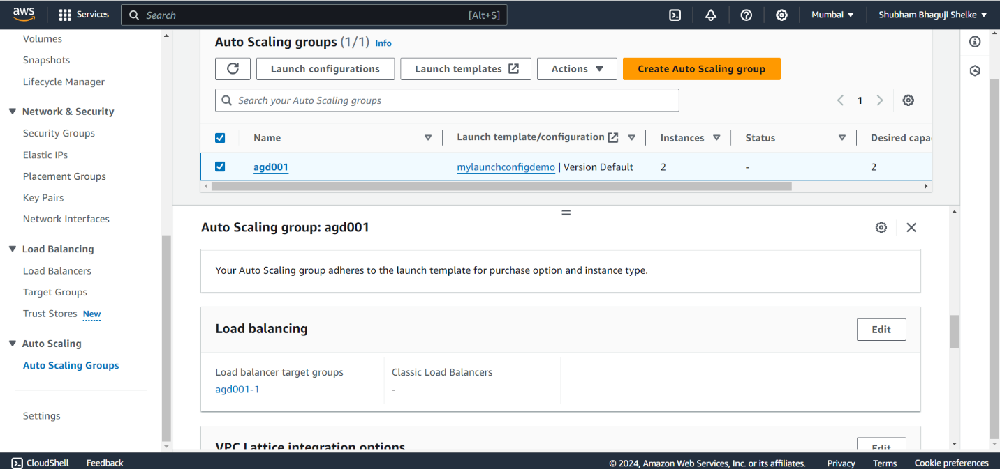 aws
Services
Search [Alt+S]
Mumbai ▼
Shubham Bhaguji Shelke ▼
Volumes
Snapshots
Lifecycle Manager
Network & Security
Security Groups
Elastic IPs
Placement Groups
Key Pairs
Network Interfaces
Load Balancing
Load Balancers
Target Groups
Trust Stores New
Auto Scaling
Auto Scaling Groups
Settings
Auto Scaling groups (1/1) Info
Launch configurations
Launch templates
Actions ▼
Create Auto Scaling group
Search your Auto Scaling groups
1
Name Launch template/configuration Instances Status Desired capa
agd001 mylaunchconfigdemo | Version Default 2 - 2
Auto Scaling group: agd001
Your Auto Scaling group adheres to the launch template for purchase option and instance type.
Load balancing
Edit
Load balancer target groups
agd001-1
Classic Load Balancers
-
VPC Lattice integration options
Edit
CloudShell Feedback
© 2024, Amazon Web Services, Inc. or its affiliates. Privacy Terms Cookie preferences